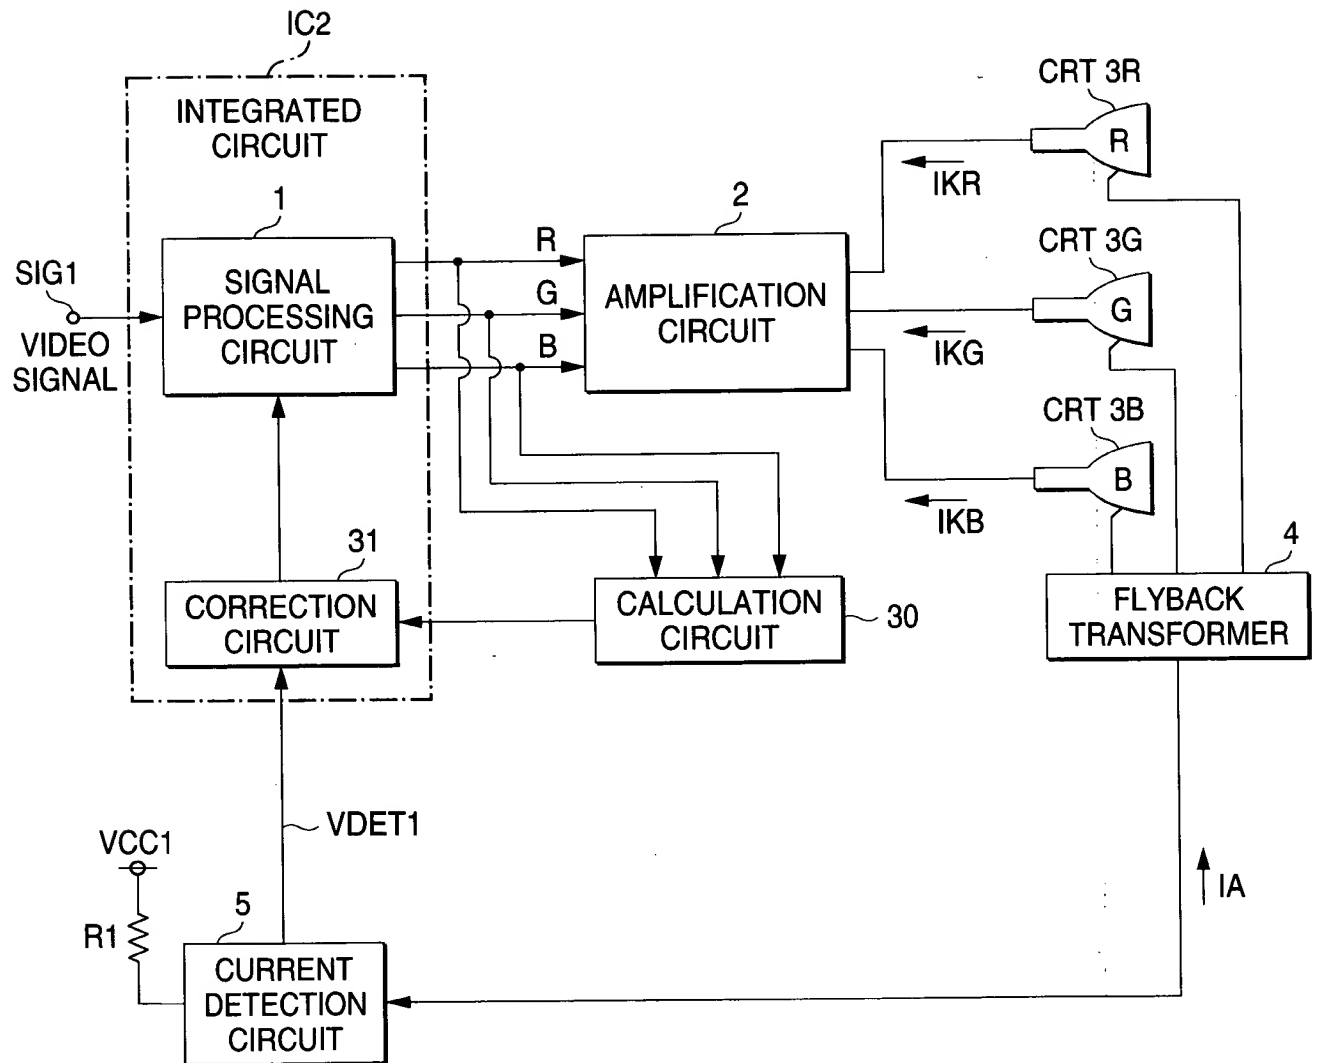 IC2
INTEGRATED
CIRCUIT
CRT 3R
R
IKR
1
2
R
CRT 3G
SIG1
SIGNAL
PROCESSING
CIRCUIT
G
AMPLIFICATION
CIRCUIT
G
VIDEO
SIGNAL
B
IKG
CRT 3B
B
IKB
31
4
CORRECTION
CIRCUIT
CALCULATION
CIRCUIT
30
FLYBACK
TRANSFORMER
VDET1
VCC1
IA
R1
5
CURRENT
DETECTION
CIRCUIT